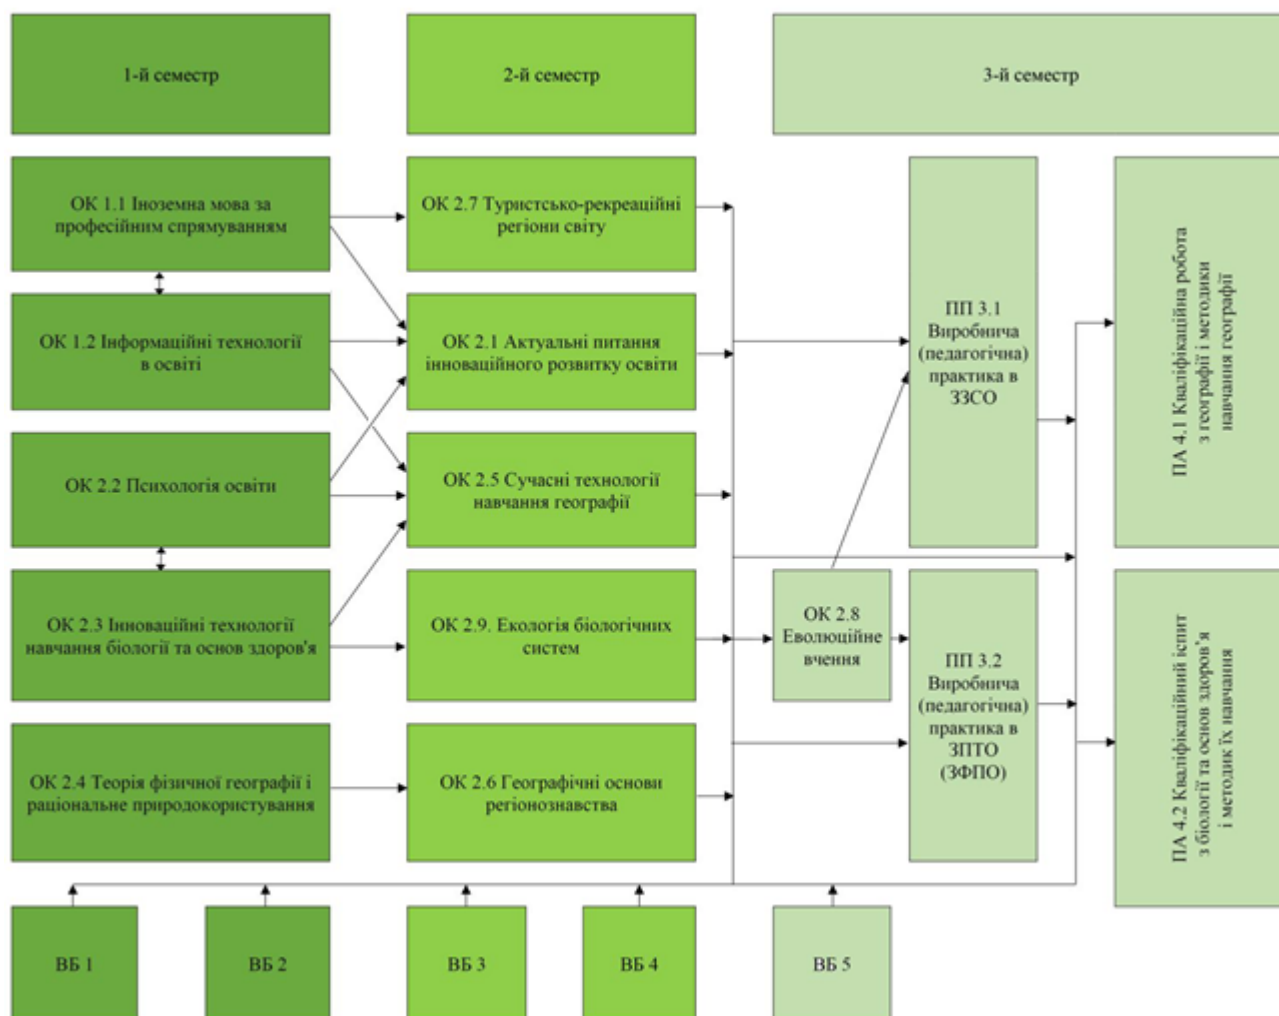 1-й семестр
2-й семестр
3-й семестр
ОК 1.1 Іноземна мова за
професійним спрямуванням
ОК 1.2 Інформаційні технології
в освіті
ОК 2.2 Психологія освіти
ОК 2.3 Інноваційні технології
навчання біології та основ здоров'я
ОК 2.4 Теорія фізичної географії і
раціональне природокористування
ОК 2.7 Туристсько-рекреаційні
регіони світу
ОК 2.1 Актуальні питання
інноваційного розвитку освіти
ОК 2.5 Сучасні технології
навчання географії
ОК 2.9. Екологія біологічних
систем
ОК 2.6 Географічні основи
регіонознавства
ОК 2.8
Еволюційне
вчення
ПП 3.1
Виробнича
(педагогічна)
практика в
ЗЗСО
ПП 3.2
Виробнича
(педагогічна)
практика в
ЗПТО
(ЗФПО)
ПА 4.1 Кваліфікаційна робота
з географії і методики
навчання географії
ПА 4.2 Кваліфікаційний іспит
з біології та основ здоров'я
і методик їх навчання
ВБ 1
ВБ 2
ВБ 3
ВБ 4
ВБ 5